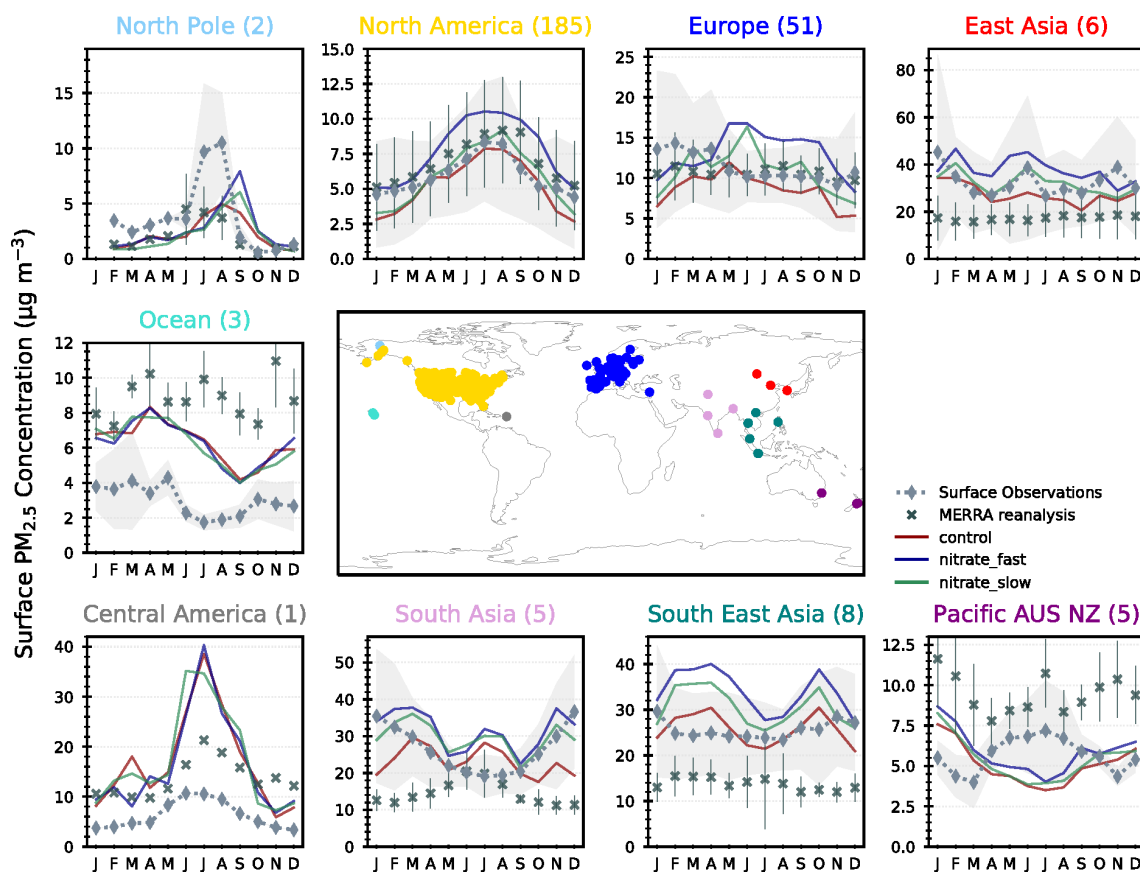 North Pole (2)
North America (185)
Europe (51)
East Asia (6)
15
10
5
0
J F M A M J J A S O N D
15.0
12.5
10.0
7.5
5.0
2.5
0.0
J F M A M J J A S O N D
25
20
15
10
5
0
J F M A M J J A S O N D
80
60
40
20
0
J F M A M J J A S O N D
Surface PM2.5 Concentration (µg m−3)
Ocean (3)
12
10
8
6
4
2
0
J F M A M J J A S O N D
Surface Observations
MERRA reanalysis
control
nitrate_fast
nitrate_slow
Central America (1)
South Asia (5)
South East Asia (8)
Pacific AUS NZ (5)
40
30
20
10
0
J F M A M J J A S O N D
50
40
30
20
10
0
J F M A M J J A S O N D
40
30
20
10
0
J F M A M J J A S O N D
12.5
10.0
7.5
5.0
2.5
0.0
J F M A M J J A S O N D